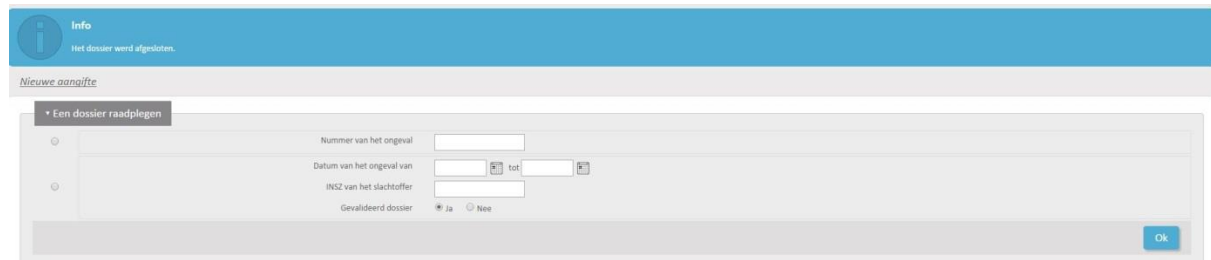 Info
Het dossier werd afgesloten.
Nieuwe aangifte
Een dossier raadplegen
Nummer van het ongeval
Datum van het ongeval van tot
INSZ van het slachtoffer
Gevalideerd dossier Ja Nee
Ok